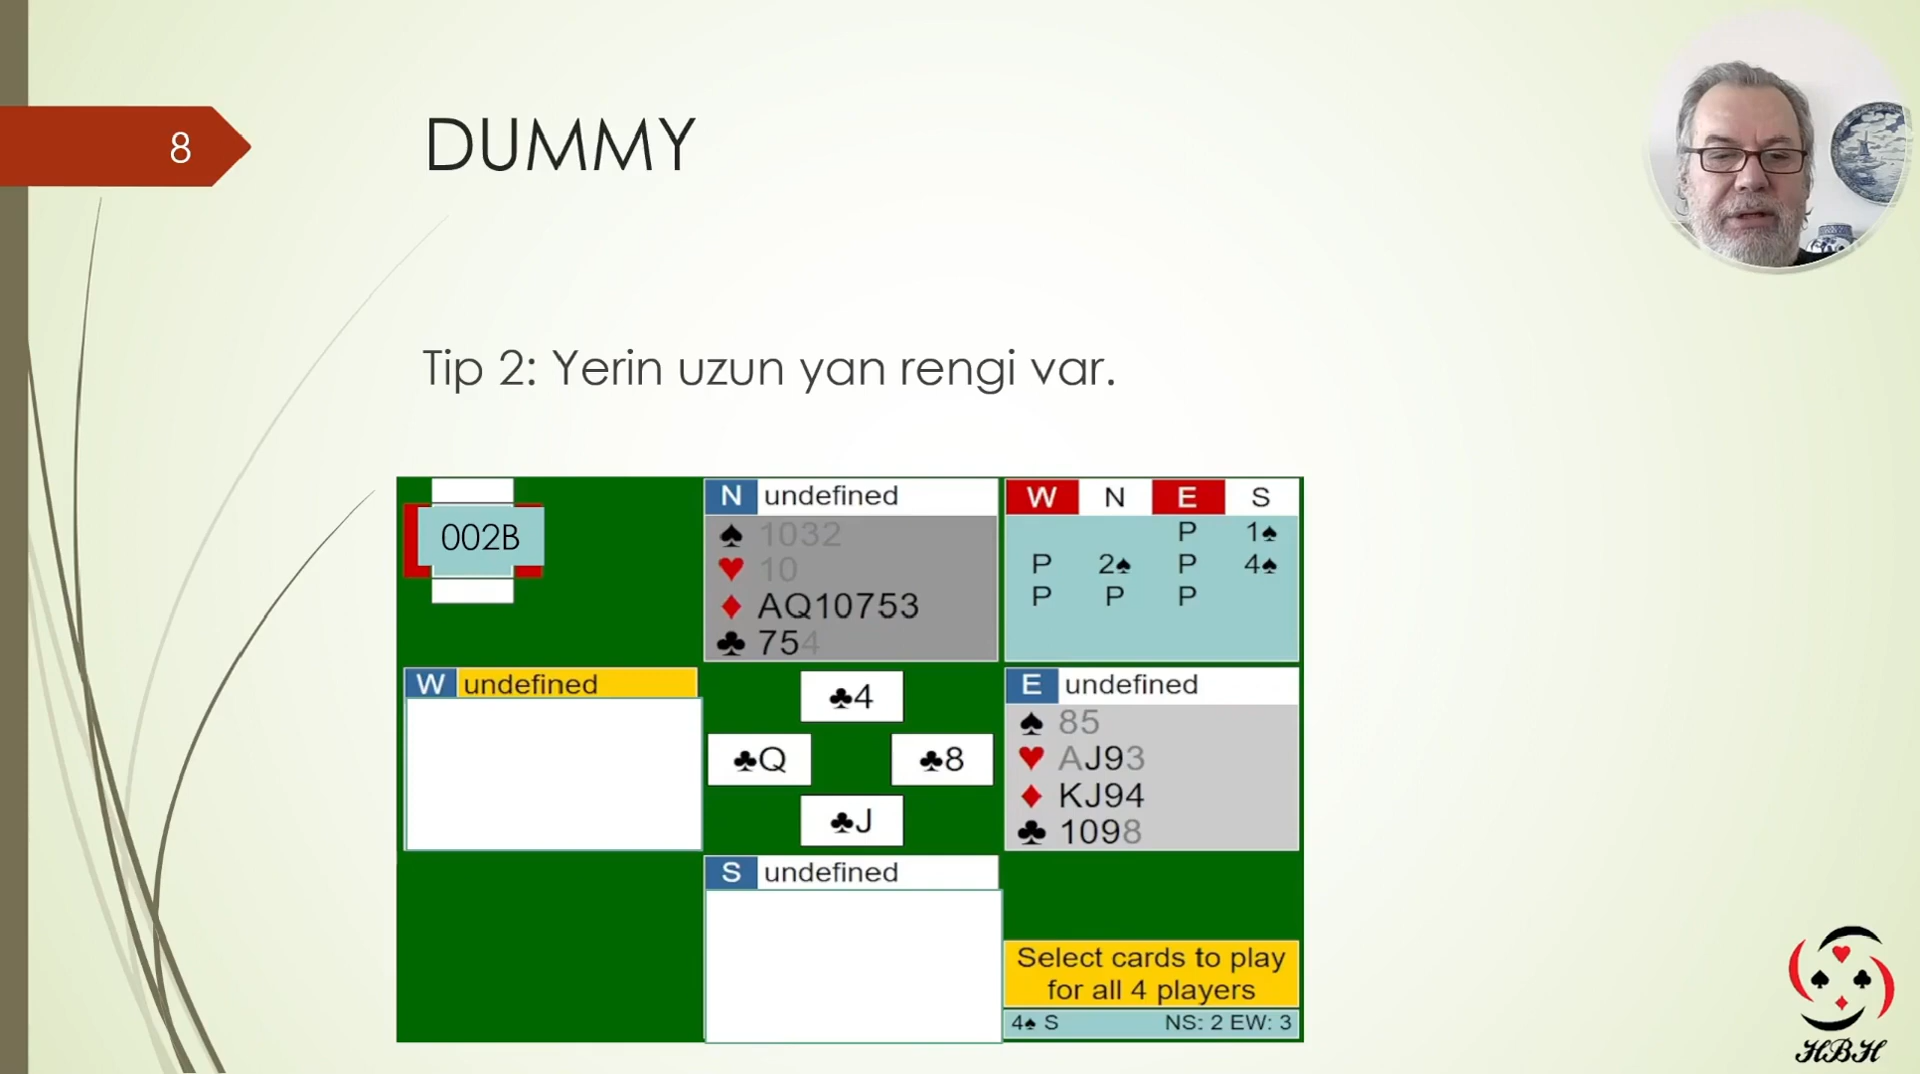 8
DUMMY
Tip 2: Yerin uzun yan rengi var.
002B
N undefined
♠ 1032
♥ 10
♦ AQ10753
♣ 754
W N E S
P 1♠
P 2♠ P 4♠
P P P
W undefined
♣4
♣Q ♣8
♣J
E undefined
♠ 85
♥ AJ93
♦ KJ94
♣ 1098
S undefined
Select cards to play
for all 4 players
4♠ S NS: 2 EW: 3
HBH